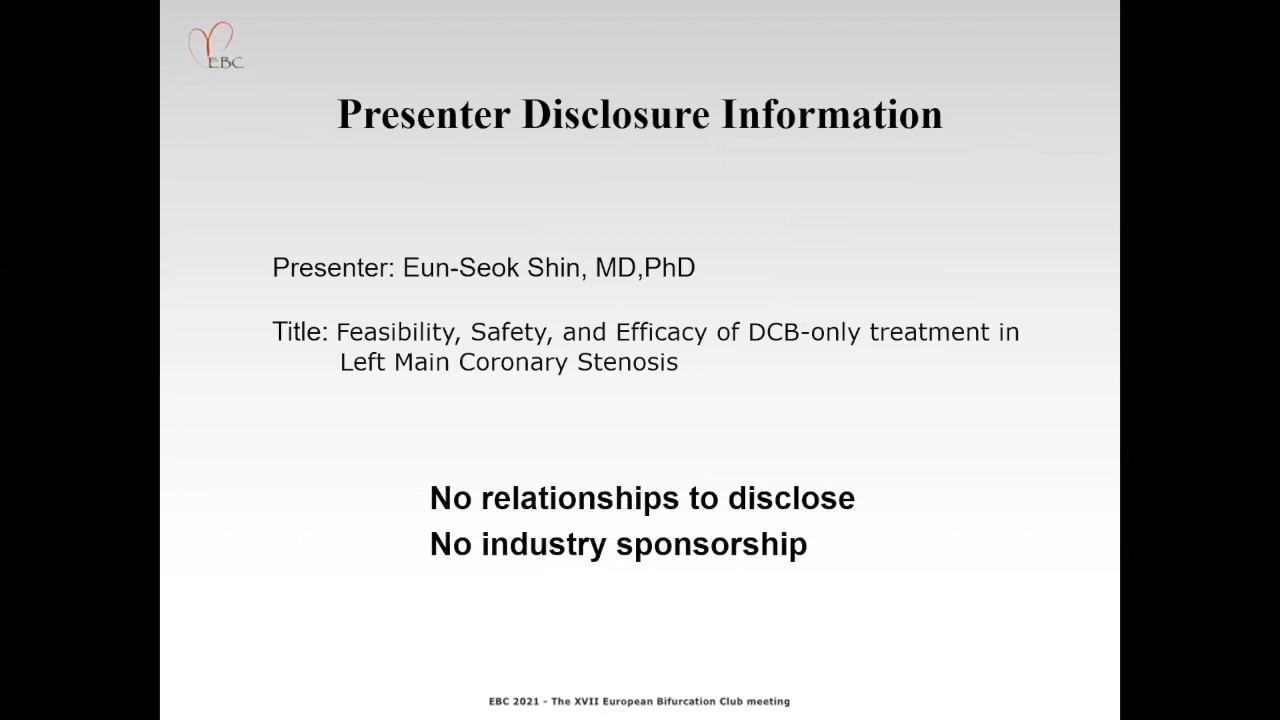 EBC
Presenter Disclosure Information
Presenter: Eun-Seok Shin, MD,PhD
Title: Feasibility, Safety, and Efficacy of DCB-only treatment in
Left Main Coronary Stenosis
No relationships to disclose
No industry sponsorship
EBC 2021 - The XVII European Bifurcation Club meeting